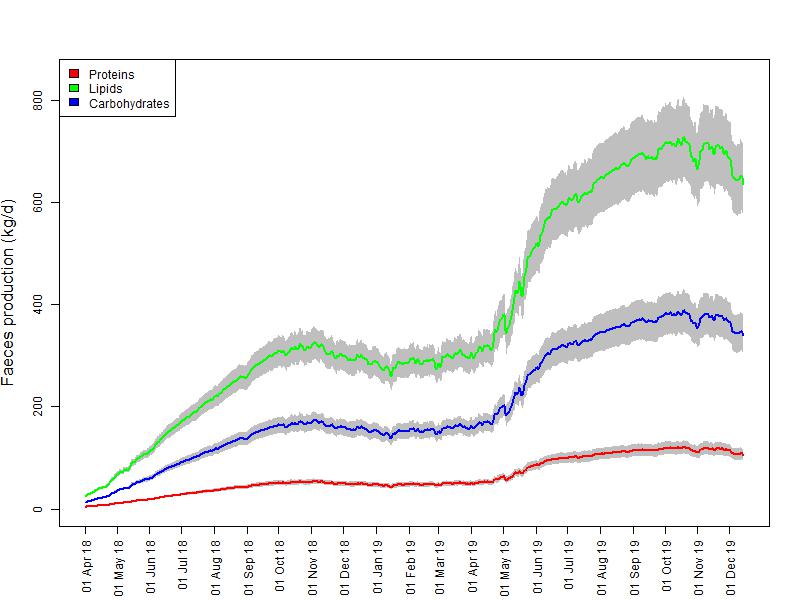 Proteins
Lipids
Carbohydrates
Faeces production (kg/d)
800
600
400
200
0
01 Apr 18
01 May 18
01 Jun 18
01 Jul 18
01 Aug 18
01 Sep 18
01 Oct 18
01 Nov 18
01 Dec 18
01 Jan 19
01 Feb 19
01 Mar 19
01 Apr 19
01 May 19
01 Jun 19
01 Jul 19
01 Aug 19
01 Sep 19
01 Oct 19
01 Nov 19
01 Dec 19